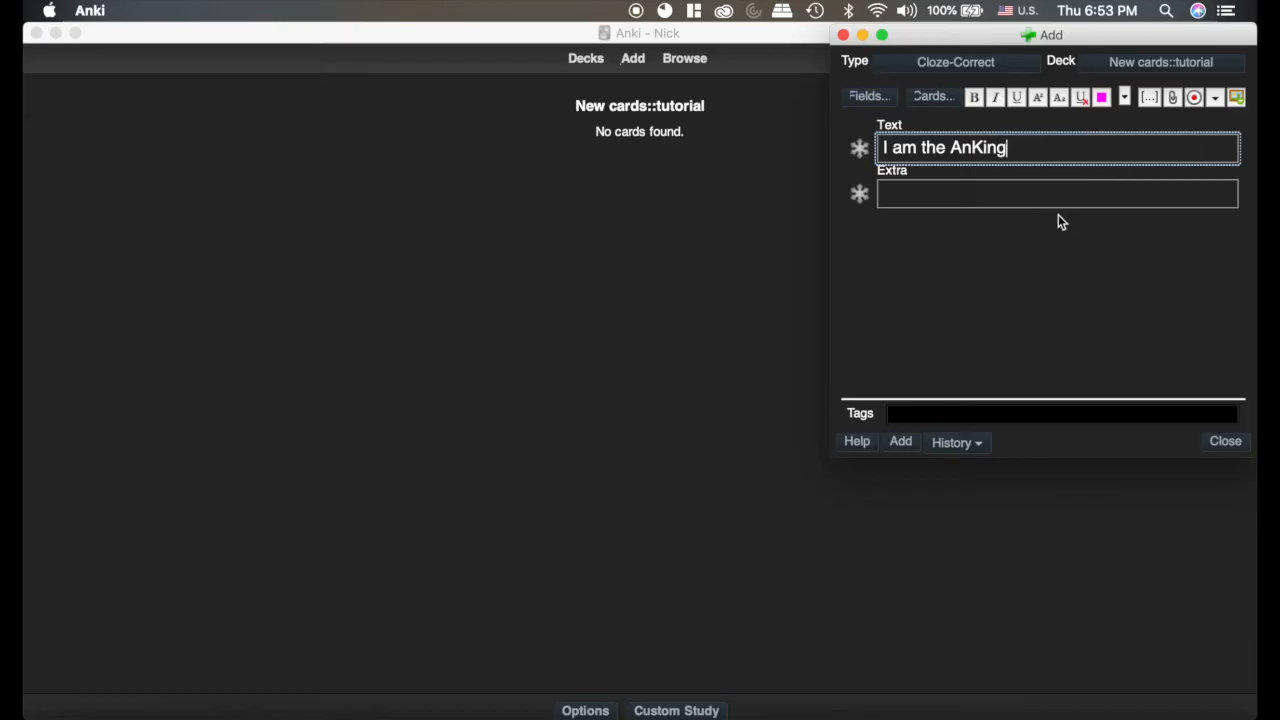 Anki
100%
U.S.
Thu 6:53 PM
Anki - Nick
Decks Add Browse
New cards::tutorial
No cards found.
Options Custom Study
Add
Type Cloze-Correct Deck New cards::tutorial
Fields... Cards... B I U A² A₂ U [...]
Text
I am the AnKing
Extra
Tags
Help Add History Close